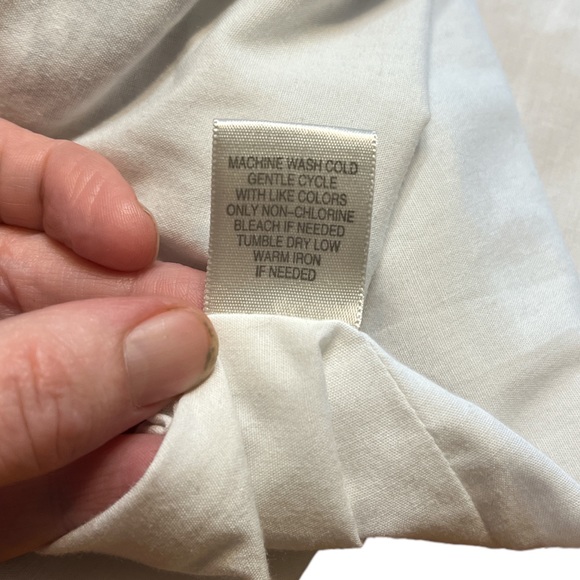 MACHINE WASH COLD
GENTLE CYCLE
WITH LIKE COLORS
ONLY NON-CHLORINE
BLEACH IF NEEDED
TUMBLE DRY LOW
WARM IRON
IF NEEDED